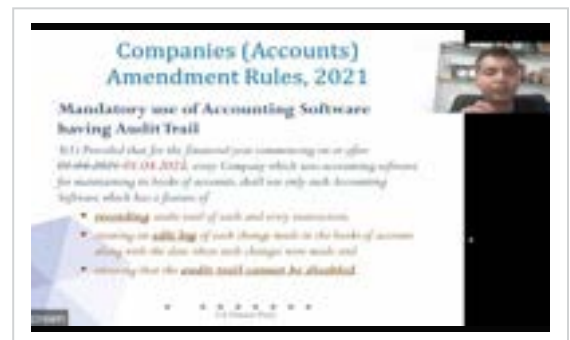 Companies (Accounts)
Amendment Rules, 2021
Mandatory use of Accounting Software
having Audit Trail
3(1) Provided that for the financial year commencing on or after
every Company which uses accounting software
for maintaining its books of account, shall use only such Accounting
Software which has a feature of
recording audit trail of each and every transaction,
creating an edit log of each change made in the books of account
along with the date when such changes were made and
ensuring that the audit trail cannot be disabled